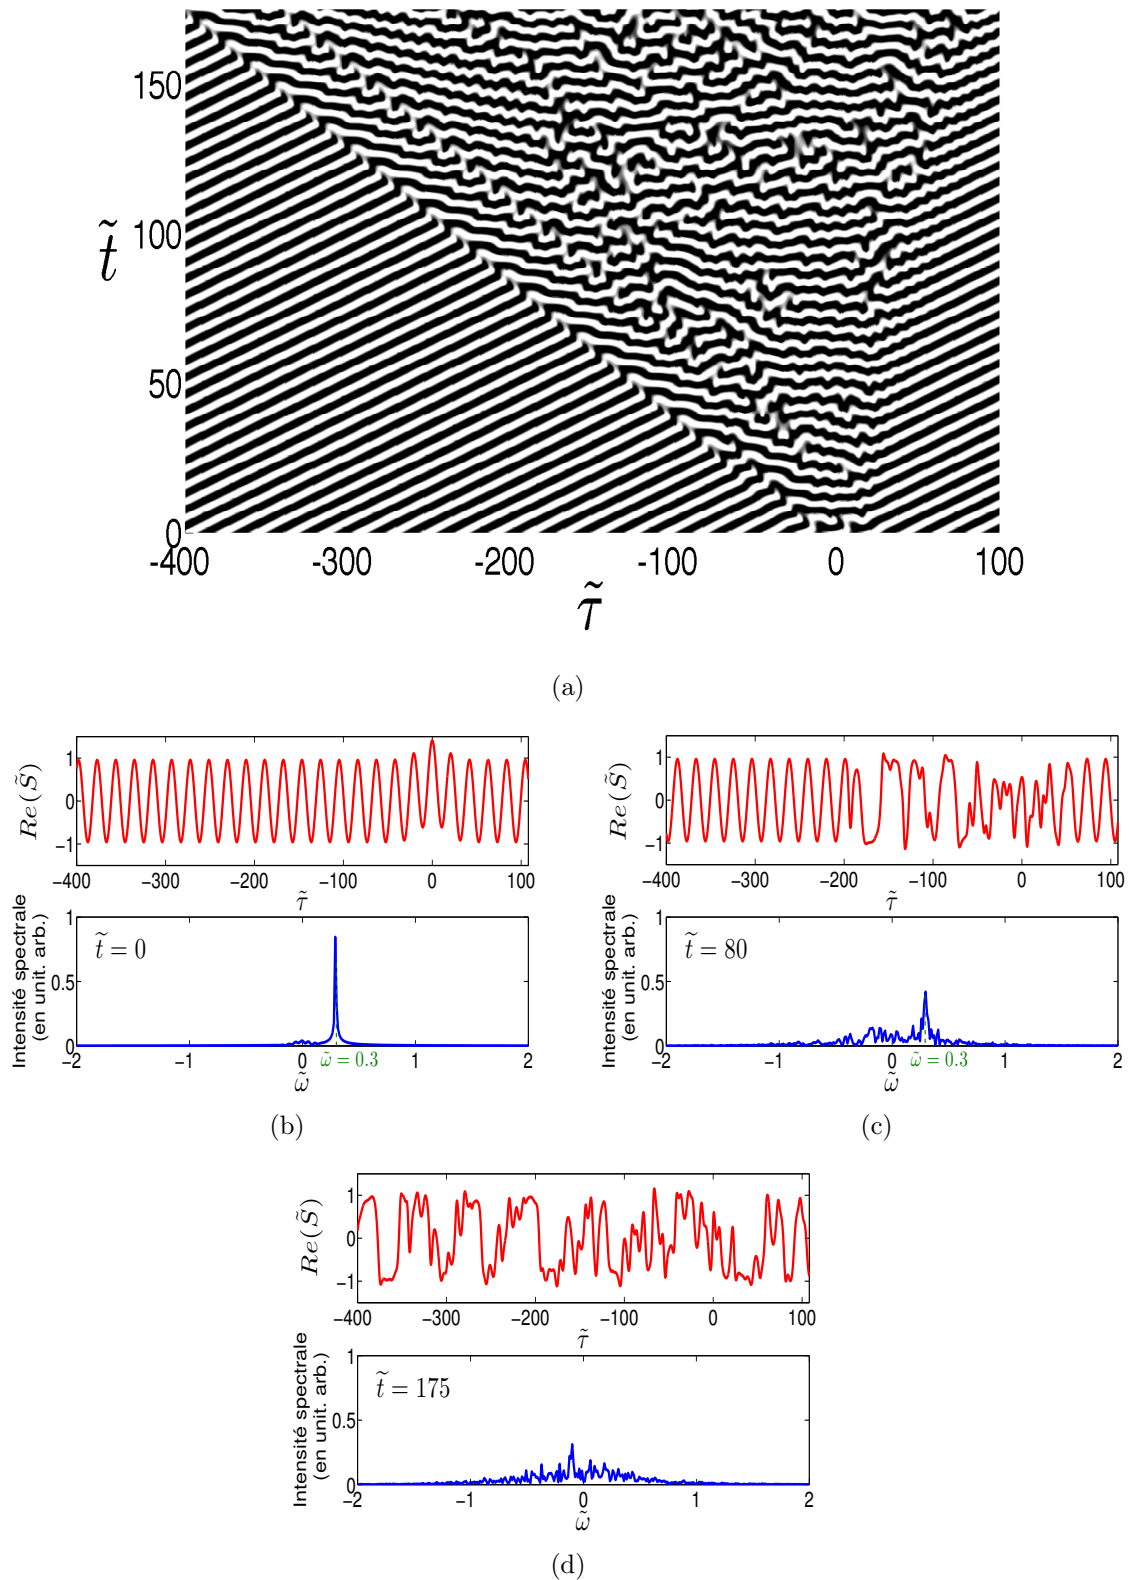 150
100
t̃
50
0
-400 -300 -200 -100 0 100
τ̃
(a)
Re(S̃)
1
0
−1
−400 −300 −200 −100 0 100
τ̃
Intensité spectrale
(en unit. arb.)
1
0.5
0
t̃ = 0
−2 −1 0 1 2
ω̃ = 0.3
ω̃
(b)
Re(S̃)
1
0
−1
−400 −300 −200 −100 0 100
τ̃
Intensité spectrale
(en unit. arb.)
1
0.5
0
t̃ = 80
−2 −1 0 1 2
ω̃ = 0.3
ω̃
(c)
Re(S̃)
1
0
−1
−400 −300 −200 −100 0 100
τ̃
Intensité spectrale
(en unit. arb.)
1
0.5
0
t̃ = 175
−2 −1 0 1 2
ω̃
(d)